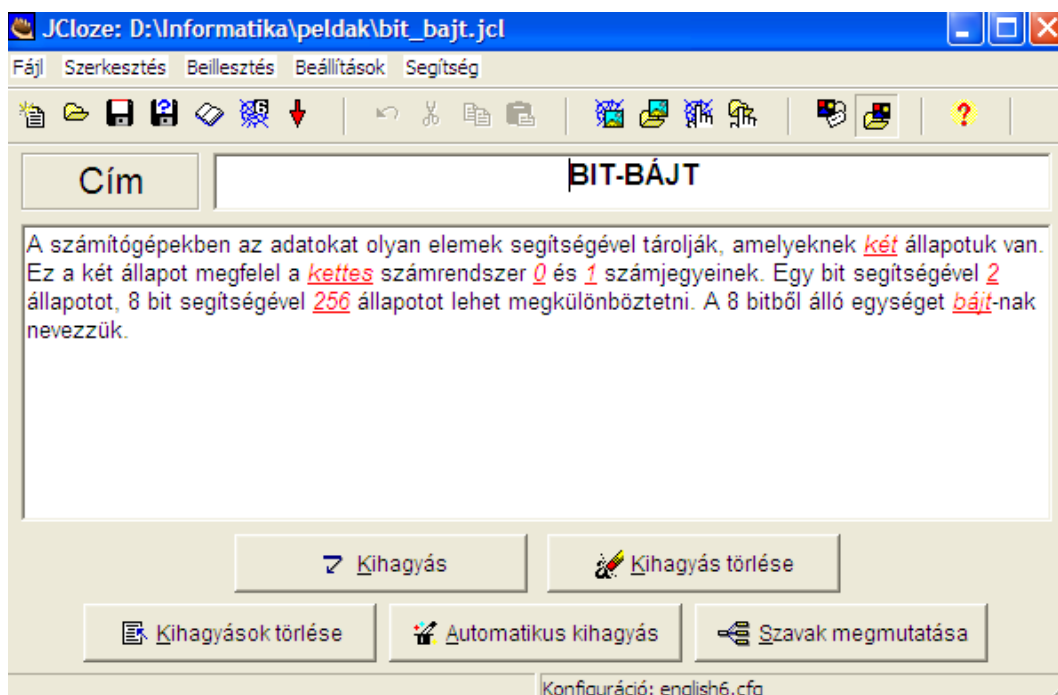 JCloze: D:\Informatika\peldak\bit_bajt.jcl
Fájl Szerkesztés Beillesztés Beállítások Segítség
Cím
BIT-BÁJT
A számítógépekben az adatokat olyan elemek segítségével tárolják, amelyeknek két állapotuk van.
Ez a két állapot megfelel a kettes számrendszer 0 és 1 számjegyeinek. Egy bit segítségével 2
állapotot, 8 bit segítségével 256 állapotot lehet megkülönböztetni. A 8 bitből álló egységet bájt-nak
nevezzük.
Kihagyás
Kihagyás törlése
Kihagyások törlése
Automatikus kihagyás
Szavak megmutatása
Konfiguráció: english6.cfg